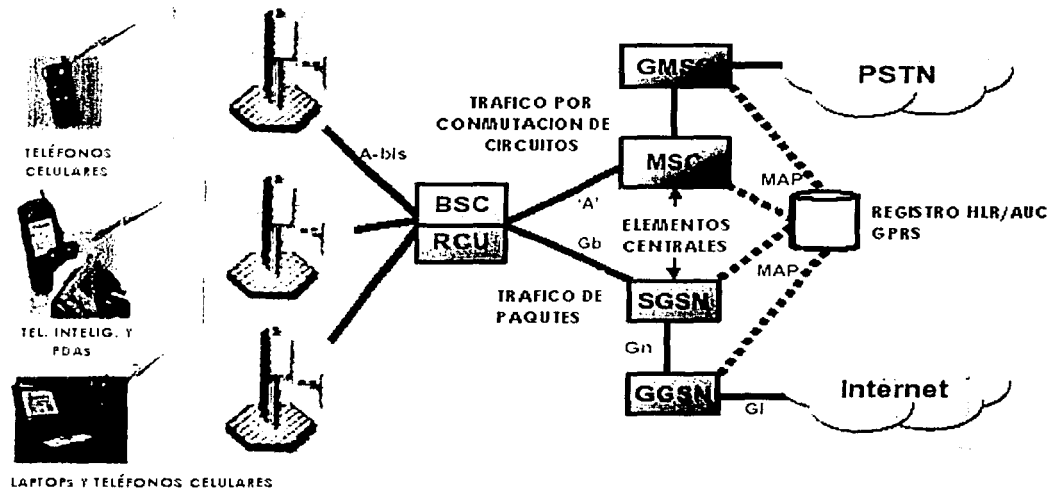 GMSC
PSTN
TRAFICO POR
CONMUTACION DE
CIRCUITOS
TELÉFONOS
CELULARES
A-bis
MSC
MAP
BSC
RCU
'A'
Gb
ELEMENTOS
CENTRALES
REGISTRO HLR/AUC
GPRS
MAP
TRAFICO DE
PAQUTES
SGSN
TEL. INTELIG. Y
PDAS
Gn
GGSN
GI
Internet
LAPTOPs Y TELÉFONOS CELULARES